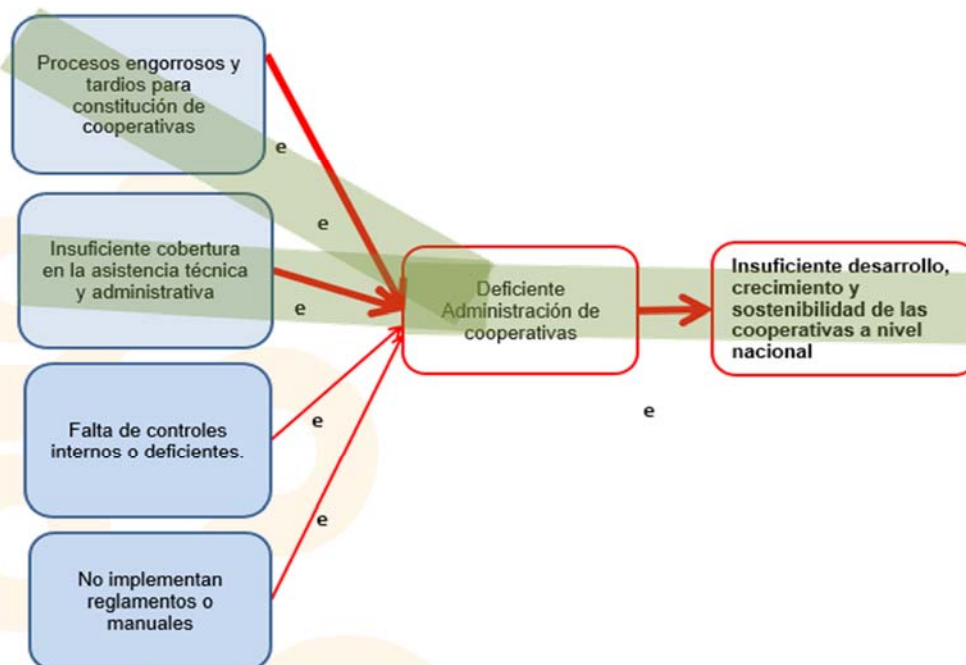 Procesos engorrosos y
tardios para
constitución de
cooperativas
e
e
Insuficiente cobertura
en la asistencia técnica
y administrativa
e
Deficiente
Administración de
cooperativas
Insuficiente desarrollo,
crecimiento y
sostenibilidad de las
cooperativas a nivel
nacional
e
Falta de controles
internos o deficientes.
e
e
No implementan
reglamentos o
manuales